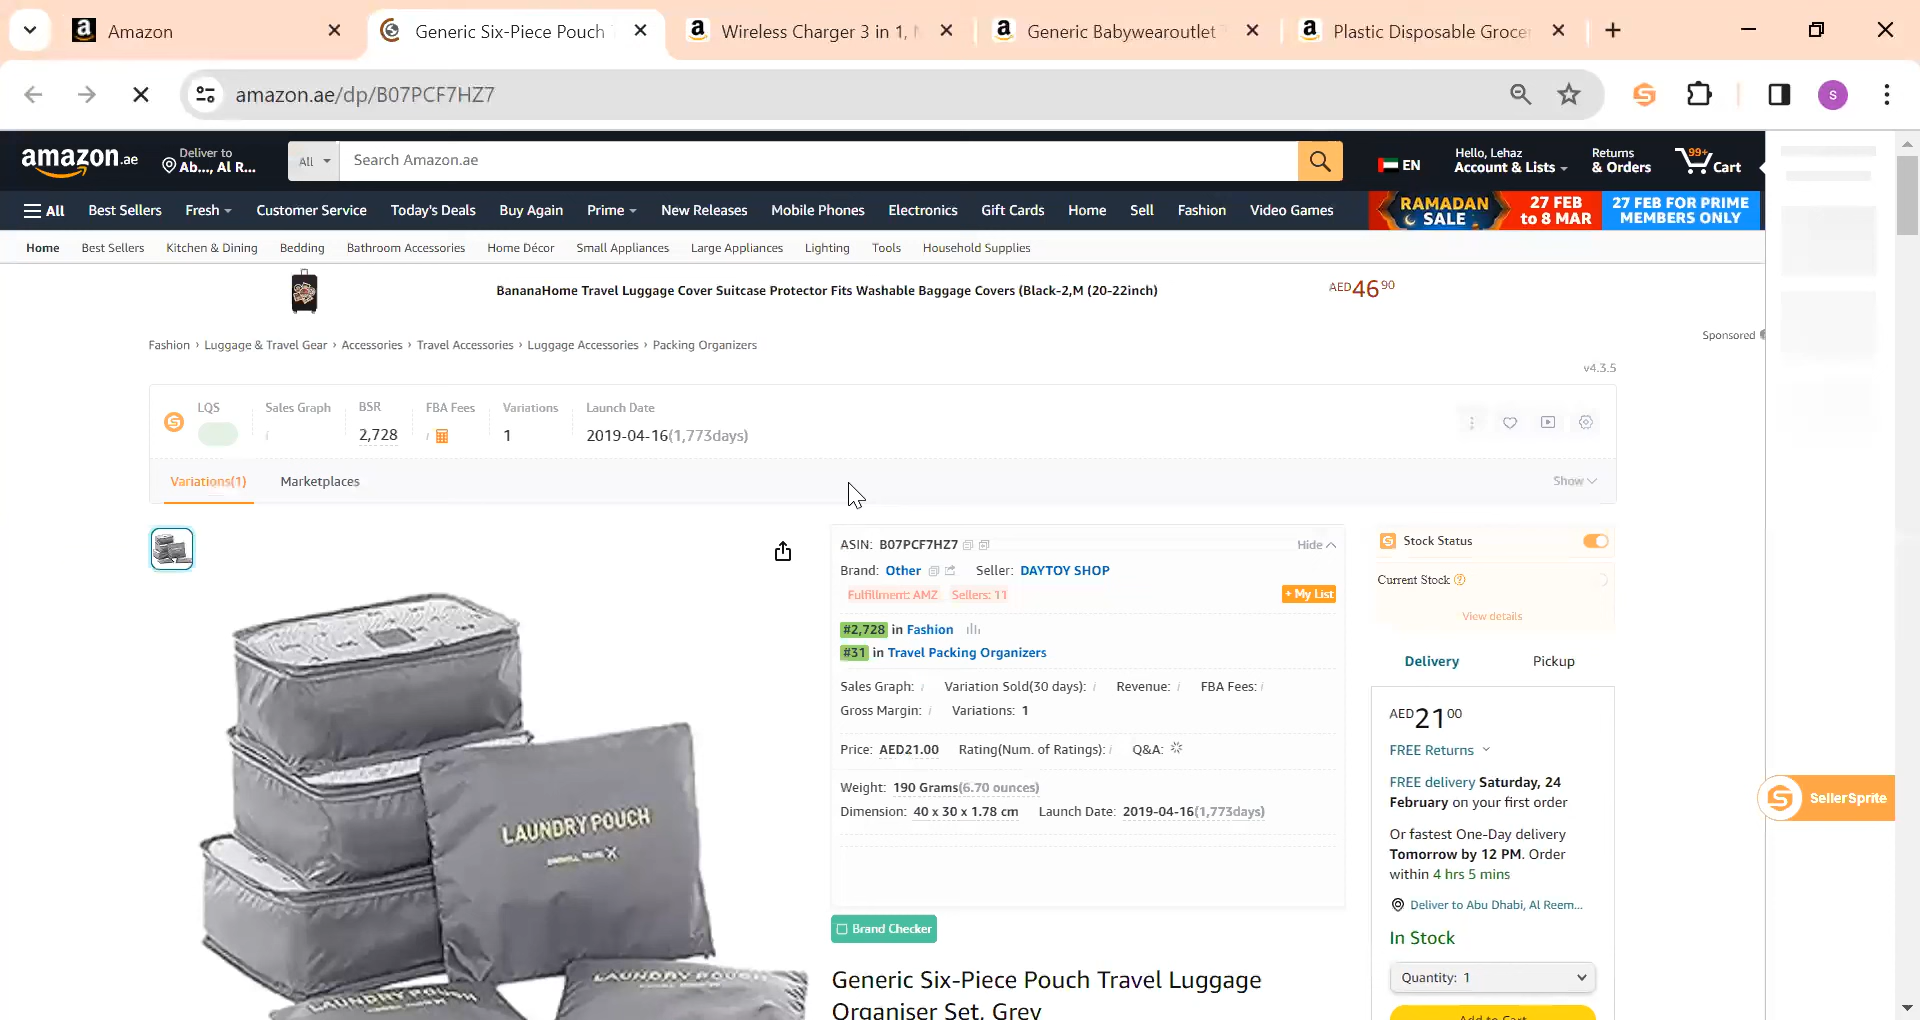 Amazon
Generic Six-Piece Pouch
Wireless Charger 3 in 1,
Generic Babywearoutlet
Plastic Disposable Grocer
amazon.ae/dp/B07PCF7HZ7
S
amazon.ae
Deliver to
Ab..., Al R...
All
Search Amazon.ae
EN
Hello, Lehaz
Account & Lists
Returns
& Orders
99+
Cart
All
Best Sellers
Fresh
Customer Service
Today's Deals
Buy Again
Prime
New Releases
Mobile Phones
Electronics
Gift Cards
Home
Sell
Fashion
Video Games
RAMADAN
SALE
27 FEB
to 8 MAR
27 FEB FOR PRIME
MEMBERS ONLY
Home
Best Sellers
Kitchen & Dining
Bedding
Bathroom Accessories
Home Décor
Small Appliances
Large Appliances
Lighting
Tools
Household Supplies
BananaHome Travel Luggage Cover Suitcase Protector Fits Washable Baggage Covers (Black-2,M (20-22inch)
AED46 90
Sponsored
Fashion › Luggage & Travel Gear › Accessories › Travel Accessories › Luggage Accessories › Packing Organizers
v4.3.5
LQS
Sales Graph
BSR
FBA Fees
Variations
Launch Date
i
2,728
i
1
2019-04-16(1,773days)
Variations(1)
Marketplaces
Show
ASIN: B07PCF7HZ7
Hide
Brand: Other
Seller: DAYTOY SHOP
Fulfillment: AMZ
Sellers: 11
+ My List
#2,728 in Fashion
#31 in Travel Packing Organizers
Sales Graph: i
Variation Sold(30 days): i
Revenue: i
FBA Fees: i
Gross Margin: i
Variations: 1
Price: AED21.00
Rating(Num. of Ratings): i
Q&A:
Weight: 190 Grams(6.70 ounces)
Dimension: 40 x 30 x 1.78 cm
Launch Date: 2019-04-16(1,773days)
Brand Checker
Generic Six-Piece Pouch Travel Luggage
Organiser Set, Grey
LAUNDRY POUCH
LAUNDRY POUCH
LAUNDRY POUCH
Stock Status
Current Stock
View details
Delivery
Pickup
AED21 00
FREE Returns
FREE delivery Saturday, 24
February on your first order
Or fastest One-Day delivery
Tomorrow by 12 PM. Order
within 4 hrs 5 mins
Deliver to Abu Dhabi, Al Reem...
In Stock
Quantity: 1
Add to Cart
SellerSprite